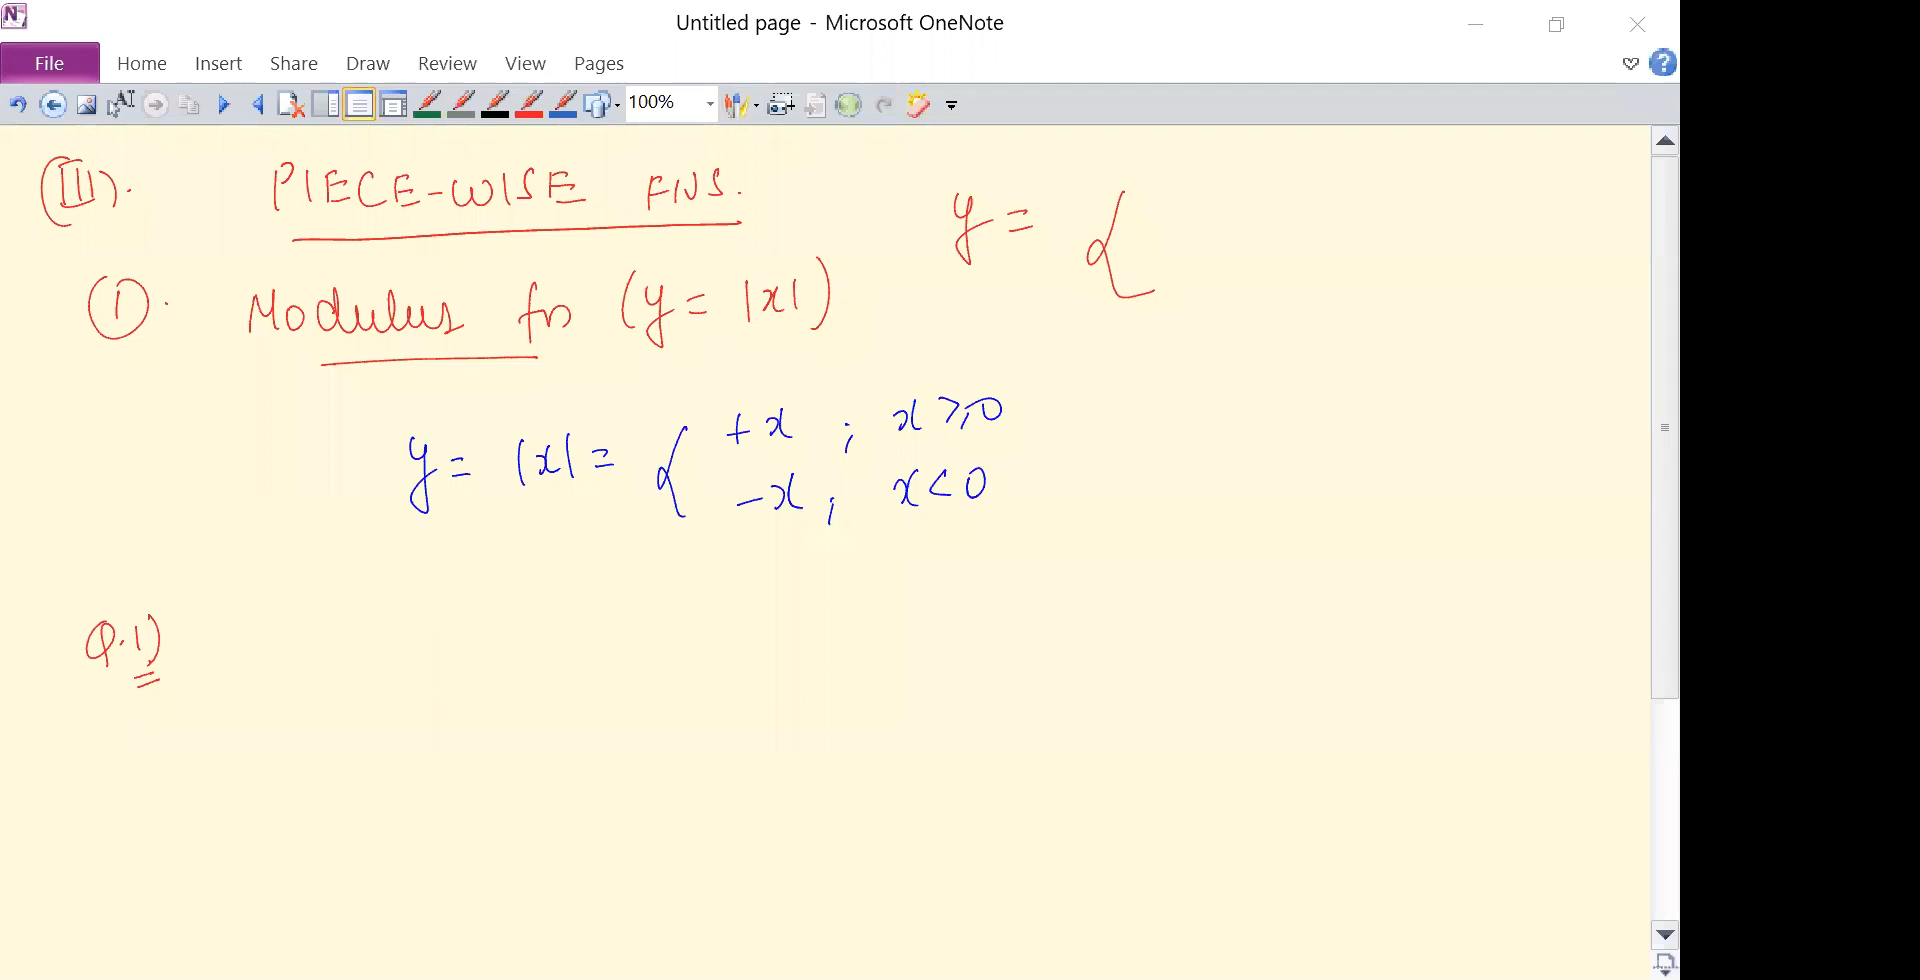 Untitled page - Microsoft OneNote
File Home Insert Share Draw Review View Pages
100%
(III). PIECE-WISE FNS. y = {
①. Modulus fn (y = |x|)
y = |x| = { +x ; x ≥ 0
-x ; x < 0
Q.1)